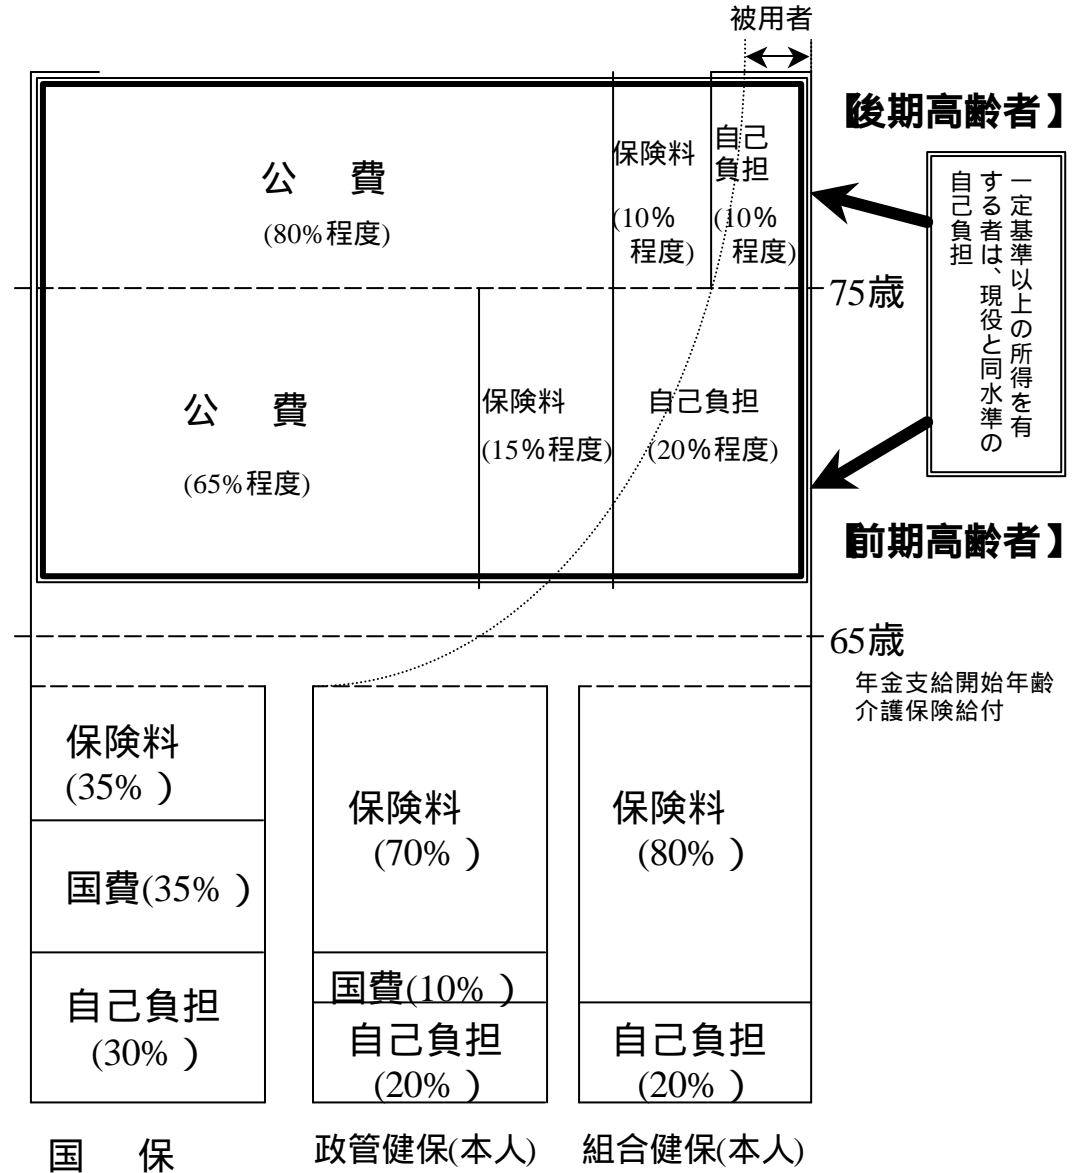 被用者
【後期高齢者】
公　費
(80%程度)
保険料
(10%
程度)
自己
負担
(10%
程度)
一定基準以上の所得を有
する者は、現役と同水準の
自己負担
75歳
公　費
(65%程度)
保険料
(15%程度)
自己負担
(20%程度)
【前期高齢者】
65歳
年金支給開始年齢
介護保険給付
保険料
(35%)
国費(35%)
自己負担
(30%)
国　保
保険料
(70%)
国費(10%)
自己負担
(20%)
政管健保(本人)
保険料
(80%)
自己負担
(20%)
組合健保(本人)